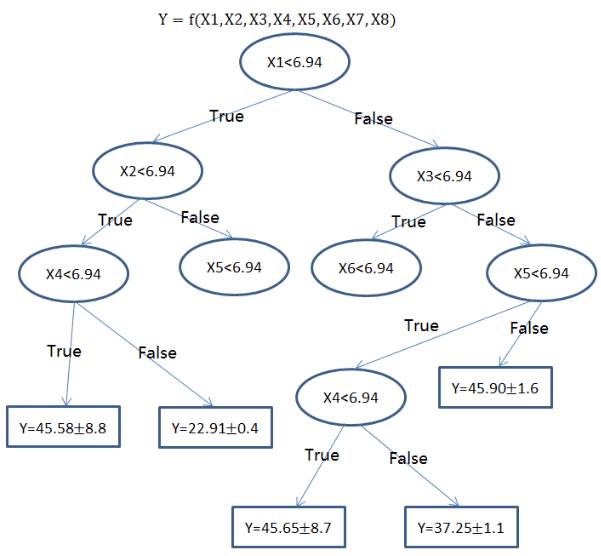 Y = f(X1,X2,X3,X4,X5,X6,X7,X8)
X1<6.94
True
False
X2<6.94
X3<6.94
True
False
True
False
X4<6.94
X5<6.94
X6<6.94
X5<6.94
True
False
True
False
Y=45.58±8.8
Y=22.91±0.4
X4<6.94
Y=45.90±1.6
True
False
Y=45.65±8.7
Y=37.25±1.1